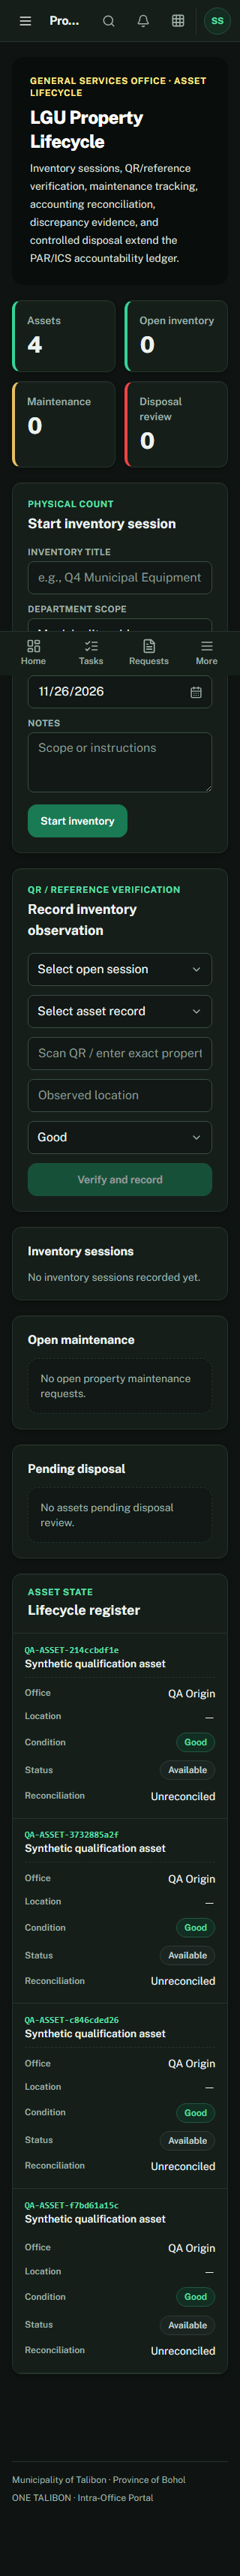 Pro...
SS
GENERAL SERVICES OFFICE · ASSET
LIFECYCLE
LGU Property
Lifecycle
Inventory sessions, QR/reference
verification, maintenance tracking,
accounting reconciliation,
discrepancy evidence, and
controlled disposal extend the
PAR/ICS accountability ledger.
Assets
4
Open inventory
0
Maintenance
0
Disposal
review
0
PHYSICAL COUNT
Start inventory session
INVENTORY TITLE
e.g., Q4 Municipal Equipment
DEPARTMENT SCOPE
Home
Tasks
Requests
More
11/26/2026
NOTES
Scope or instructions
Start inventory
QR / REFERENCE VERIFICATION
Record inventory
observation
Select open session
Select asset record
Scan QR / enter exact propert
Observed location
Good
Verify and record
Inventory sessions
No inventory sessions recorded yet.
Open maintenance
No open property maintenance
requests.
Pending disposal
No assets pending disposal
review.
ASSET STATE
Lifecycle register
QA-ASSET-214ccbdf1e
Synthetic qualification asset
Office QA Origin
Location —
Condition Good
Status Available
Reconciliation Unreconciled
QA-ASSET-3732885a2f
Synthetic qualification asset
Office QA Origin
Location —
Condition Good
Status Available
Reconciliation Unreconciled
QA-ASSET-c846cded26
Synthetic qualification asset
Office QA Origin
Location —
Condition Good
Status Available
Reconciliation Unreconciled
QA-ASSET-f7bd61a15c
Synthetic qualification asset
Office QA Origin
Location —
Condition Good
Status Available
Reconciliation Unreconciled
Municipality of Talibon · Province of Bohol
ONE TALIBON · Intra-Office Portal